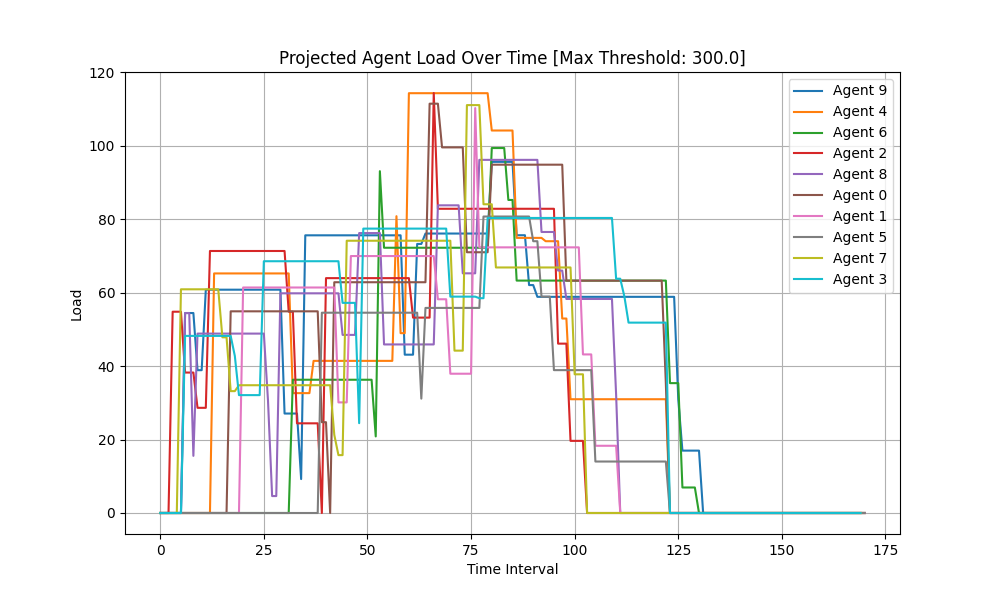 Projected Agent Load Over Time [Max Threshold: 300.0]
120
100
80
60
40
20
0
Load
0
25
50
75
100
125
150
175
Time Interval
Agent 9
Agent 4
Agent 6
Agent 2
Agent 8
Agent 0
Agent 1
Agent 5
Agent 7
Agent 3